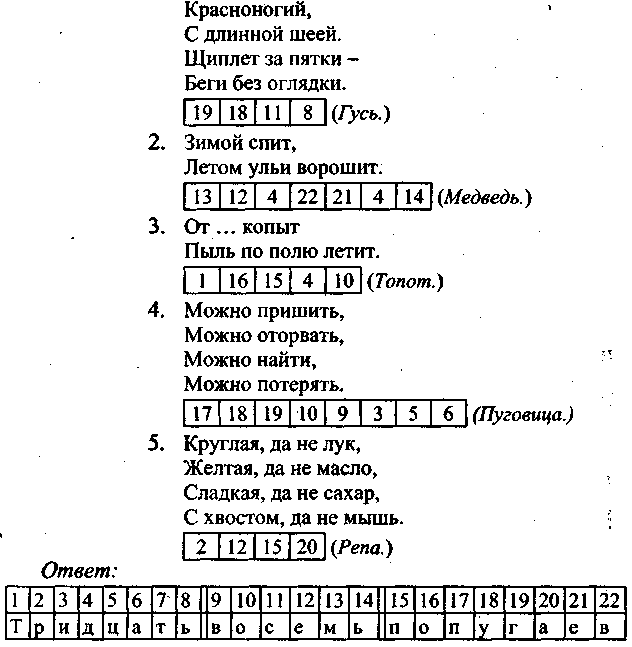 Красноногий,
С длинной шеей.
Щиплет за пятки –
Беги без оглядки.
19 18 11 8 (Гусь.)
2. Зимой спит,
Летом ульи ворошит.
13 12 4 22 21 4 14 (Медведь.)
3. От ... копыт
Пыль по полю летит.
1 16 15 4 10 (Топот.)
4. Можно пришить,
Можно оторвать,
Можно найти,
Можно потерять.
17 18 19 10 9 3 5 6 (Пуговица.)
5. Круглая, да не лук,
Желтая, да не масло,
Сладкая, да не сахар,
С хвостом, да не мышь.
2 12 15 20 (Репа.)
Ответ:
1 2 3 4 5 6 7 8 9 10 11 12 13 14 15 16 17 18 19 20 21 22
Т р и д ц а т ь в о с е м ь п о п у г а е в